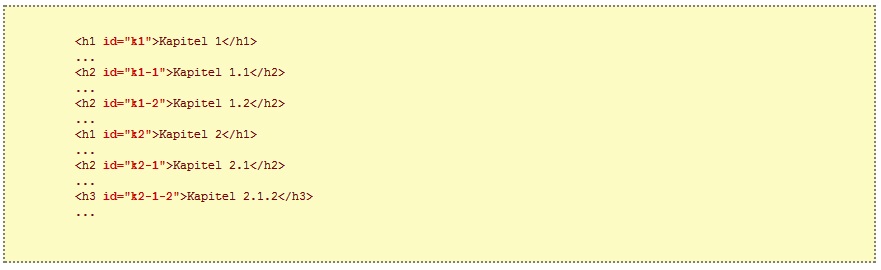 <h1 id="k1">Kapitel 1</h1>
...
<h2 id="k1-1">Kapitel 1.1</h2>
...
<h2 id="k1-2">Kapitel 1.2</h2>
...
<h1 id="k2">Kapitel 2</h1>
...
<h2 id="k2-1">Kapitel 2.1</h2>
...
<h3 id="k2-1-2">Kapitel 2.1.2</h3>
...